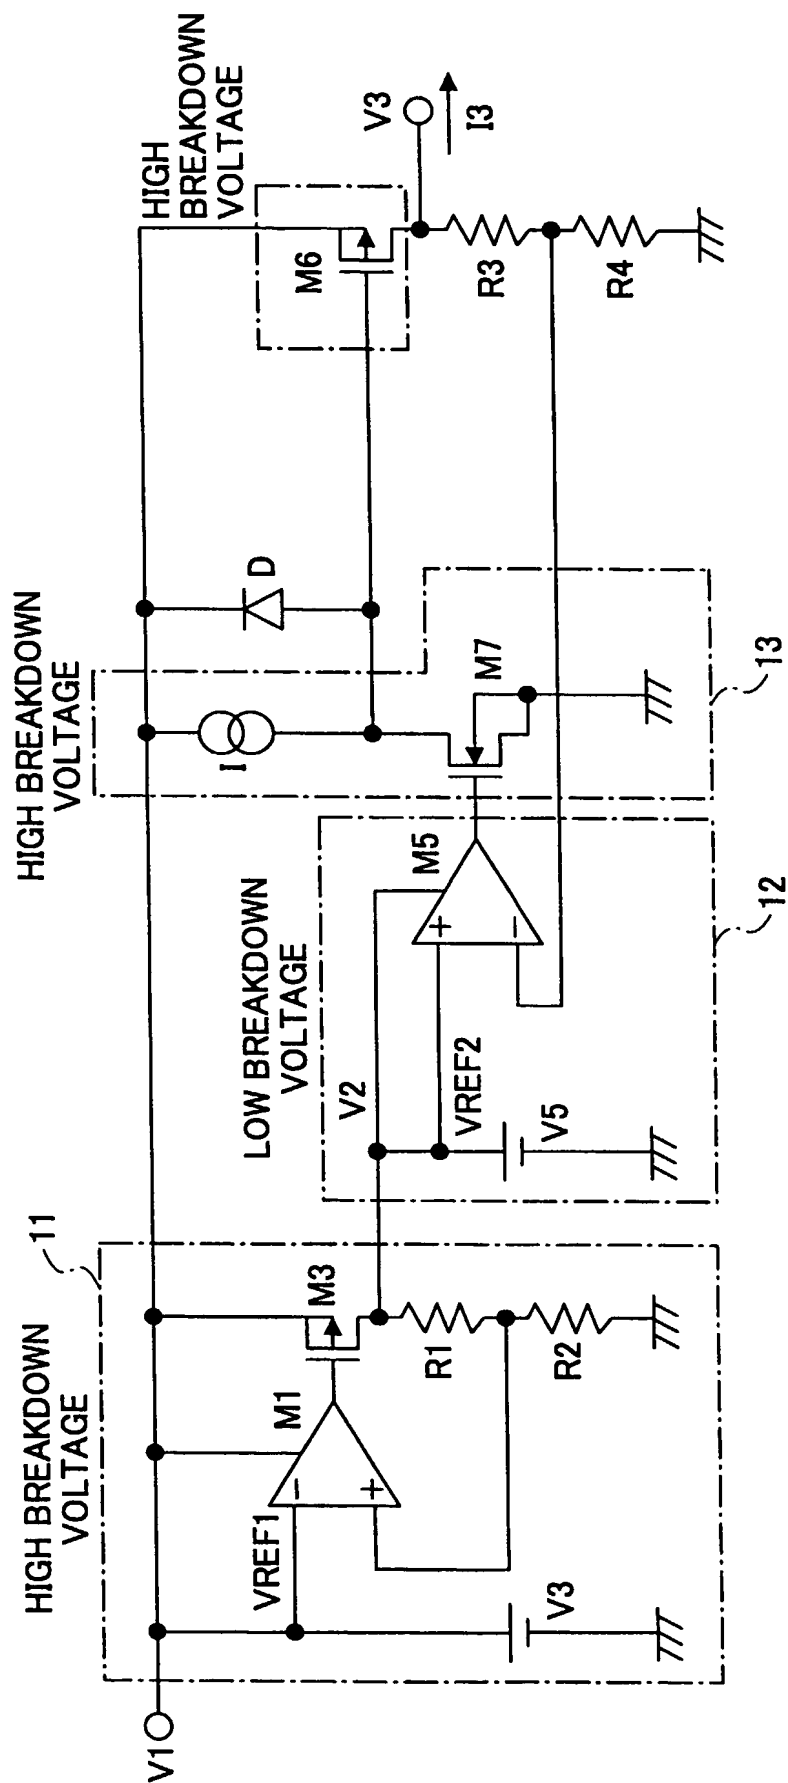 V1
HIGH BREAKDOWN
VOLTAGE
11
VREF1
V3
M1
−
+
M3
R1
R2
LOW BREAKDOWN
VOLTAGE
V2
VREF2
V5
M5
+
−
12
HIGH BREAKDOWN
VOLTAGE
I
M7
13
D
HIGH
BREAKDOWN
VOLTAGE
M6
V3
I3
R3
R4